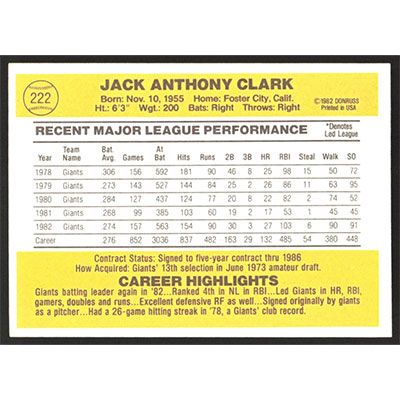 222
JACK ANTHONY CLARK
Born: Nov. 10, 1955 Home: Foster City, Calif.
Ht.: 6'3" Wgt.: 200 Bats: Right Throws: Right
©1982 DONRUSS
Printed in USA
RECENT MAJOR LEAGUE PERFORMANCE *Denotes Led League
Year Team Name Bat. Avg. Games At Bat Hits Runs 2B 3B HR RBI Steal Walk SO
1978 Giants .306 156 592 181 90 46 8 25 98 15 50 72
1979 Giants .273 143 527 144 84 25 2 26 86 11 63 95
1980 Giants .284 127 437 124 77 20 8 22 82 2 74 52
1981 Giants .268 99 385 103 60 19 2 17 53 1 45 45
1982 Giants .274 157 563 154 90 30 3 27 103 6 90 91
Career .276 852 3036 837 482 163 29 132 485 54 380 448
Contract Status: Signed to five-year contract thru 1986
How Acquired: Giants' 13th selection in June 1973 amateur draft.
CAREER HIGHLIGHTS
Giants batting leader again in '82...Ranked 4th in NL in RBI...Led Giants in HR, RBI,
gamers, doubles and runs...Excellent defensive RF as well...Signed originally by giants
as a pitcher...Had a 26-game hitting streak in '78, a Giants' club record.